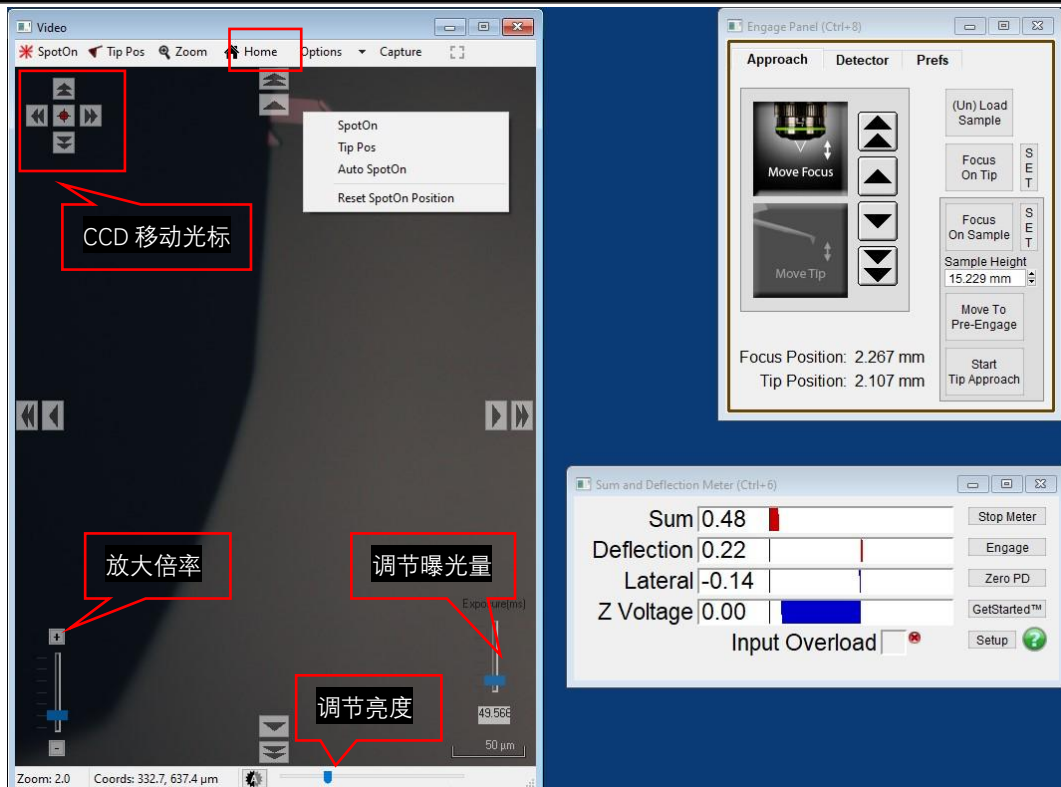 Video
SpotOn Tip Pos Zoom Home Options Capture
SpotOn
Tip Pos
Auto SpotOn
Reset SpotOn Position
CCD 移动光标
放大倍率
调节曝光量
Exposure(ms)
调节亮度
49.566
50 µm
Zoom: 2.0 Coords: 332.7, 637.4 µm
A
Engage Panel (Ctrl+8)
Approach Detector Prefs
Move Focus
Move Tip
(Un) Load
Sample
Focus
On Tip
SET
Focus
On Sample
SET
Sample Height
15.229 mm
Move To
Pre-Engage
Start
Tip Approach
Focus Position: 2.267 mm
Tip Position: 2.107 mm
Sum and Deflection Meter (Ctrl+6)
Sum 0.48 Stop Meter
Deflection 0.22 Engage
Lateral -0.14 Zero PD
Z Voltage 0.00 GetStarted™
Input Overload Setup ?